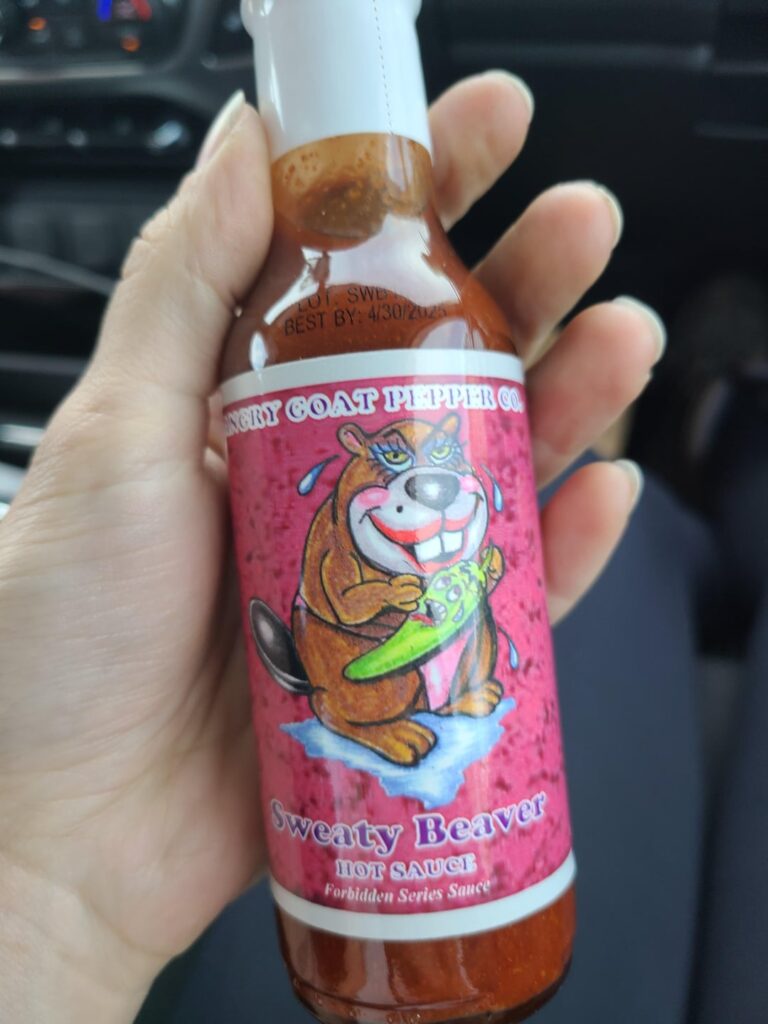 LOT: SWB
BEST BY: 4/30/2025
ANGRY GOAT PEPPER CO.
Sweaty Beaver
HOT SAUCE
Forbidden Series Sauce